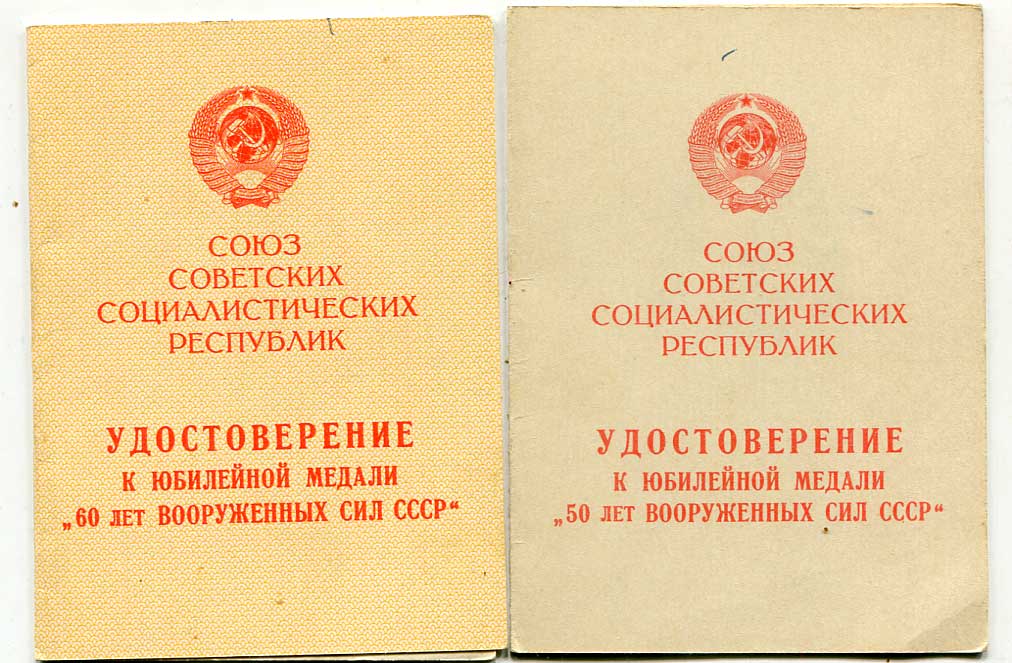 СОЮЗ
СОВЕТСКИХ
СОЦИАЛИСТИЧЕСКИХ
РЕСПУБЛИК
УДОСТОВЕРЕНИЕ
К ЮБИЛЕЙНОЙ МЕДАЛИ
„60 ЛЕТ ВООРУЖЕННЫХ СИЛ СССР“
СОЮЗ
СОВЕТСКИХ
СОЦИАЛИСТИЧЕСКИХ
РЕСПУБЛИК
УДОСТОВЕРЕНИЕ
К ЮБИЛЕЙНОЙ МЕДАЛИ
„50 ЛЕТ ВООРУЖЕННЫХ СИЛ СССР“